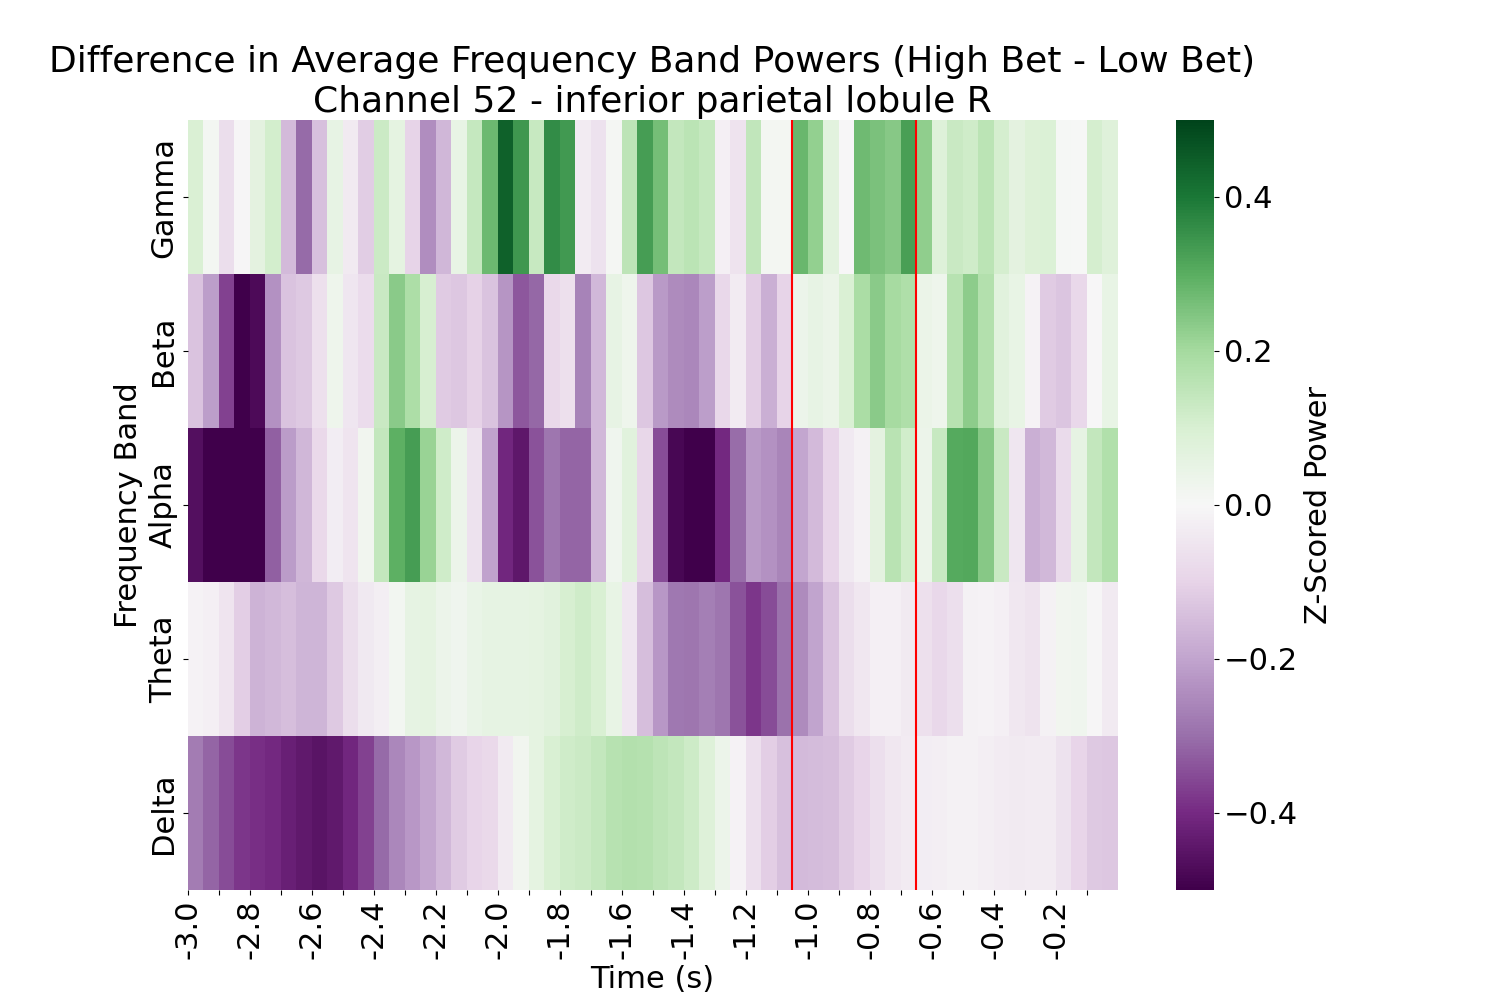 Difference in Average Frequency Band Powers (High Bet - Low Bet)
Channel 52 - inferior parietal lobule R
Frequency Band
Gamma
Beta
Alpha
Theta
Delta
-3.0
-2.8
-2.6
-2.4
-2.2
-2.0
-1.8
-1.6
-1.4
-1.2
-1.0
-0.8
-0.6
-0.4
-0.2
Time (s)
0.4
0.2
0.0
−0.2
−0.4
Z-Scored Power